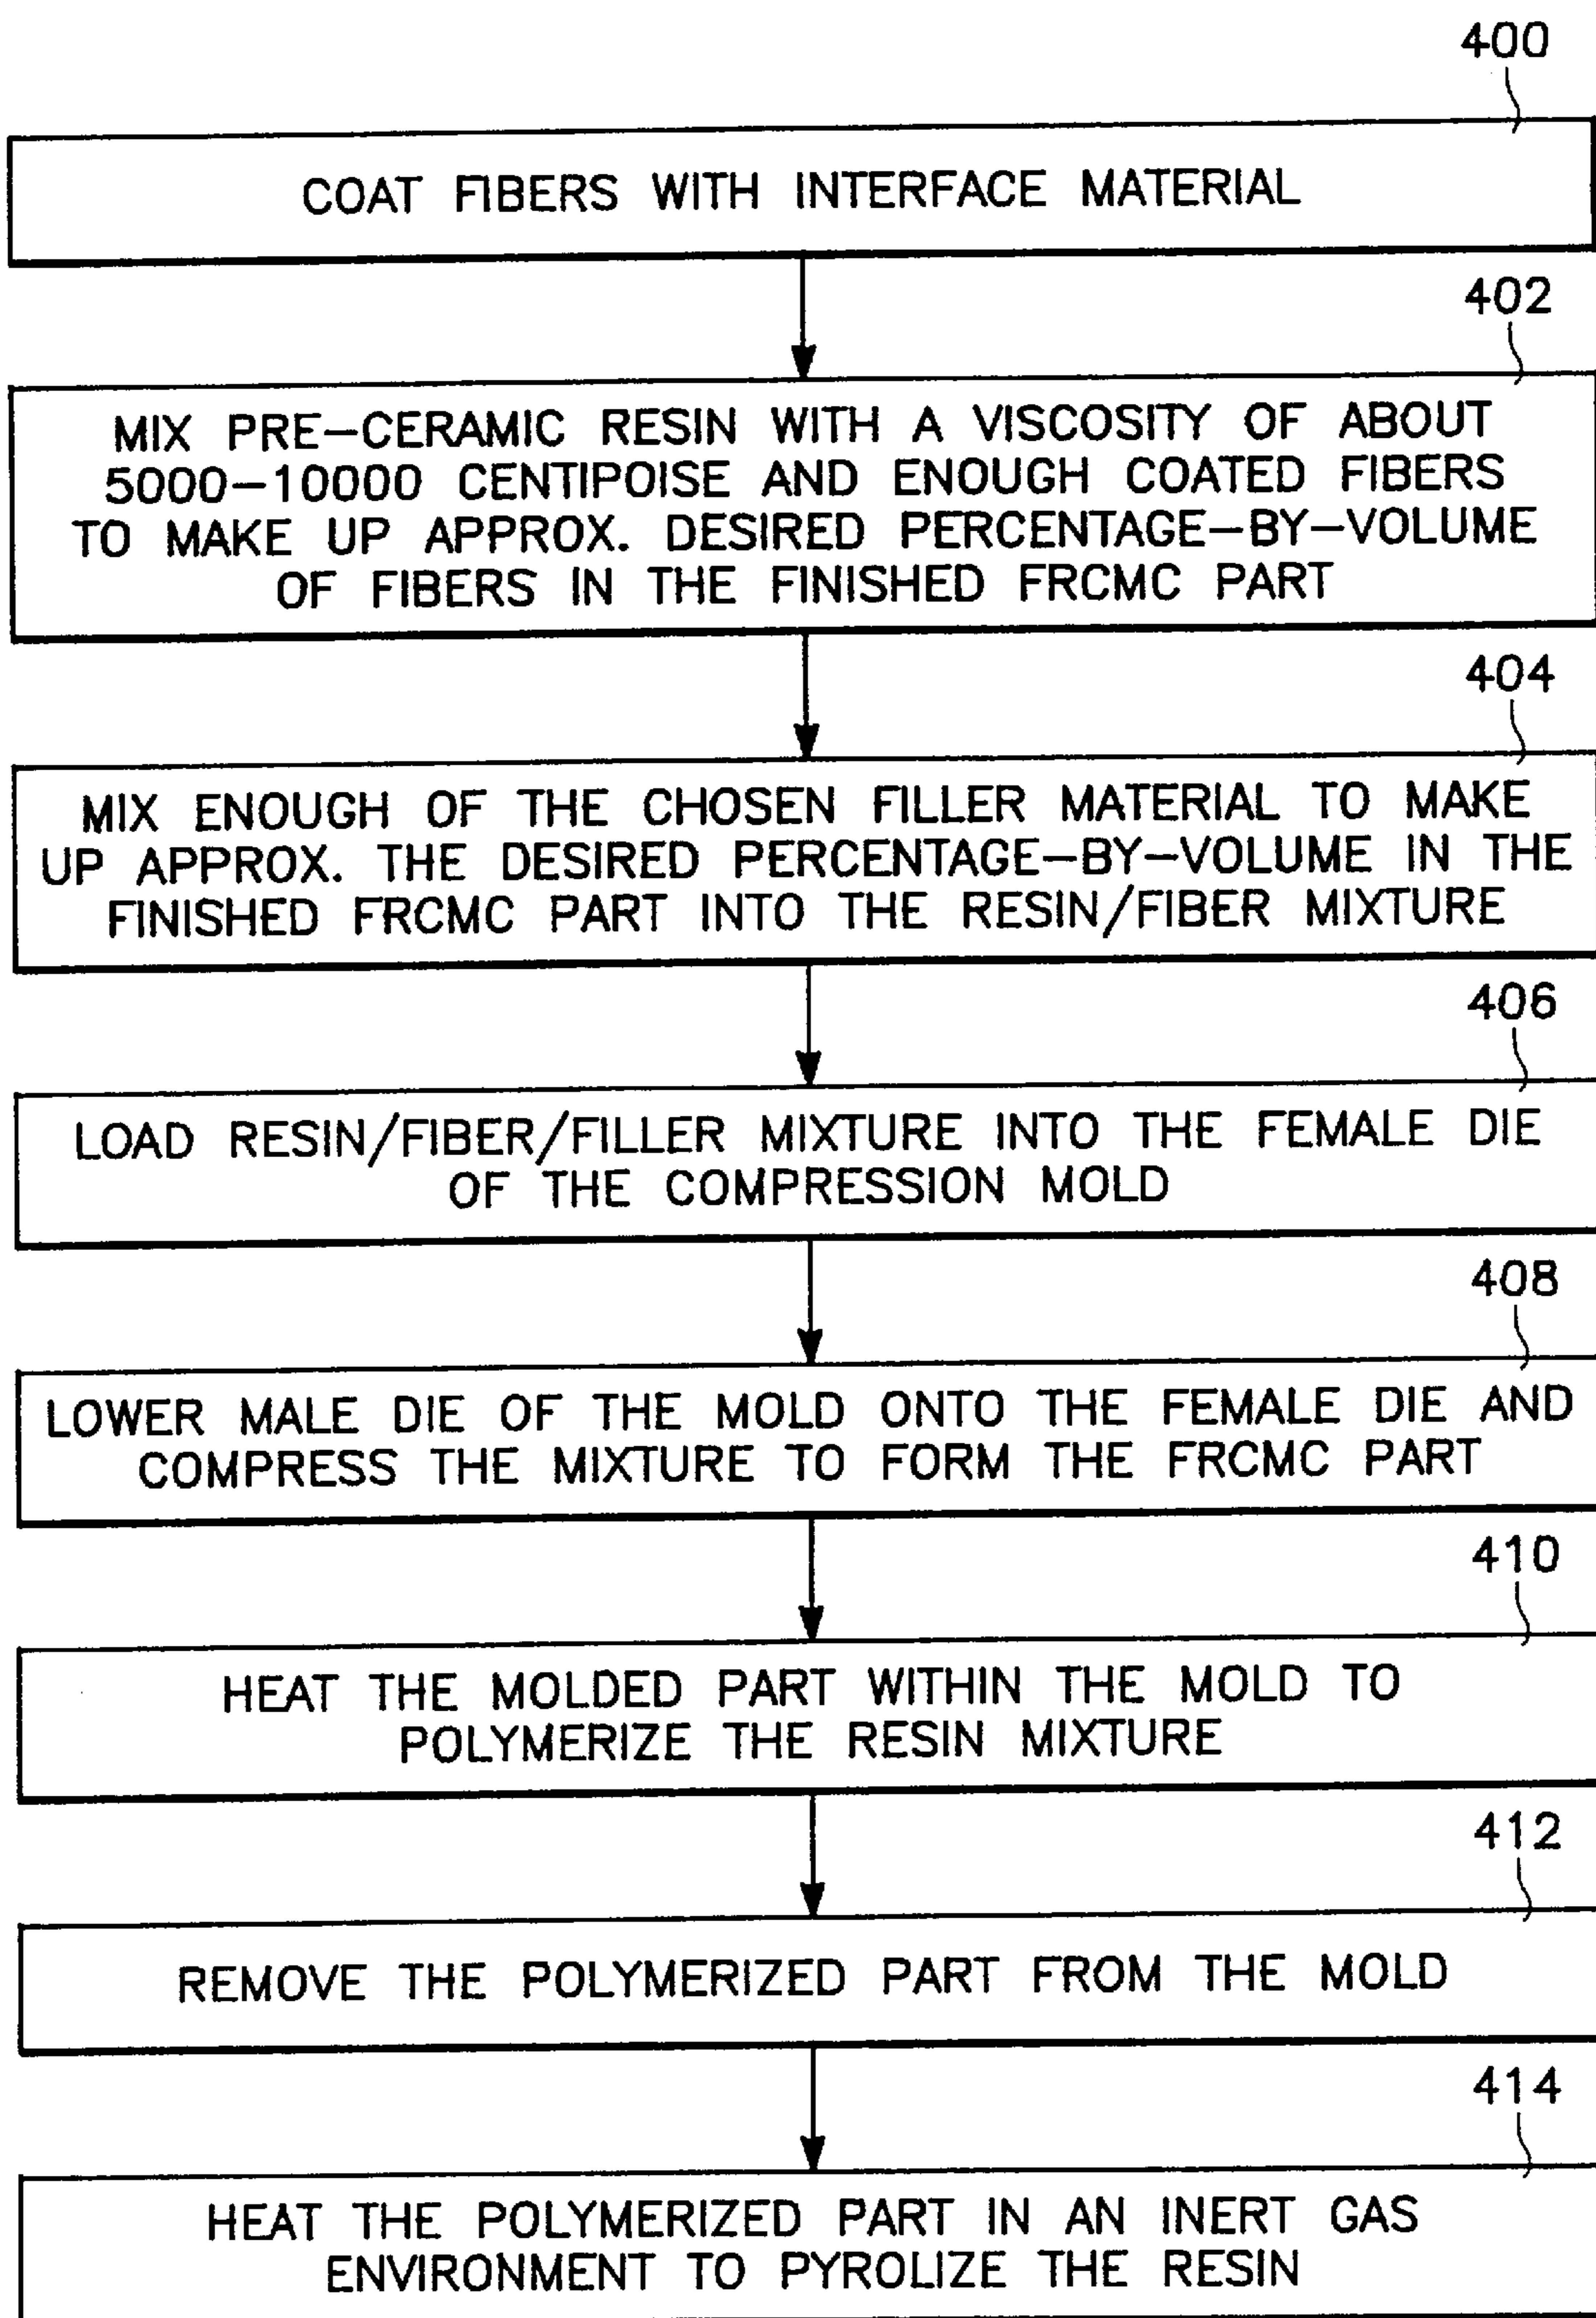 400
COAT FIBERS WITH INTERFACE MATERIAL
402
MIX PRE-CERAMIC RESIN WITH A VISCOSITY OF ABOUT
5000-10000 CENTIPOISE AND ENOUGH COATED FIBERS
TO MAKE UP APPROX. DESIRED PERCENTAGE-BY-VOLUME
OF FIBERS IN THE FINISHED FRCMC PART
404
MIX ENOUGH OF THE CHOSEN FILLER MATERIAL TO MAKE
UP APPROX. THE DESIRED PERCENTAGE-BY-VOLUME IN THE
FINISHED FRCMC PART INTO THE RESIN/FIBER MIXTURE
406
LOAD RESIN/FIBER/FILLER MIXTURE INTO THE FEMALE DIE
OF THE COMPRESSION MOLD
408
LOWER MALE DIE OF THE MOLD ONTO THE FEMALE DIE AND
COMPRESS THE MIXTURE TO FORM THE FRCMC PART
410
HEAT THE MOLDED PART WITHIN THE MOLD TO
POLYMERIZE THE RESIN MIXTURE
412
REMOVE THE POLYMERIZED PART FROM THE MOLD
414
HEAT THE POLYMERIZED PART IN AN INERT GAS
ENVIRONMENT TO PYROLIZE THE RESIN